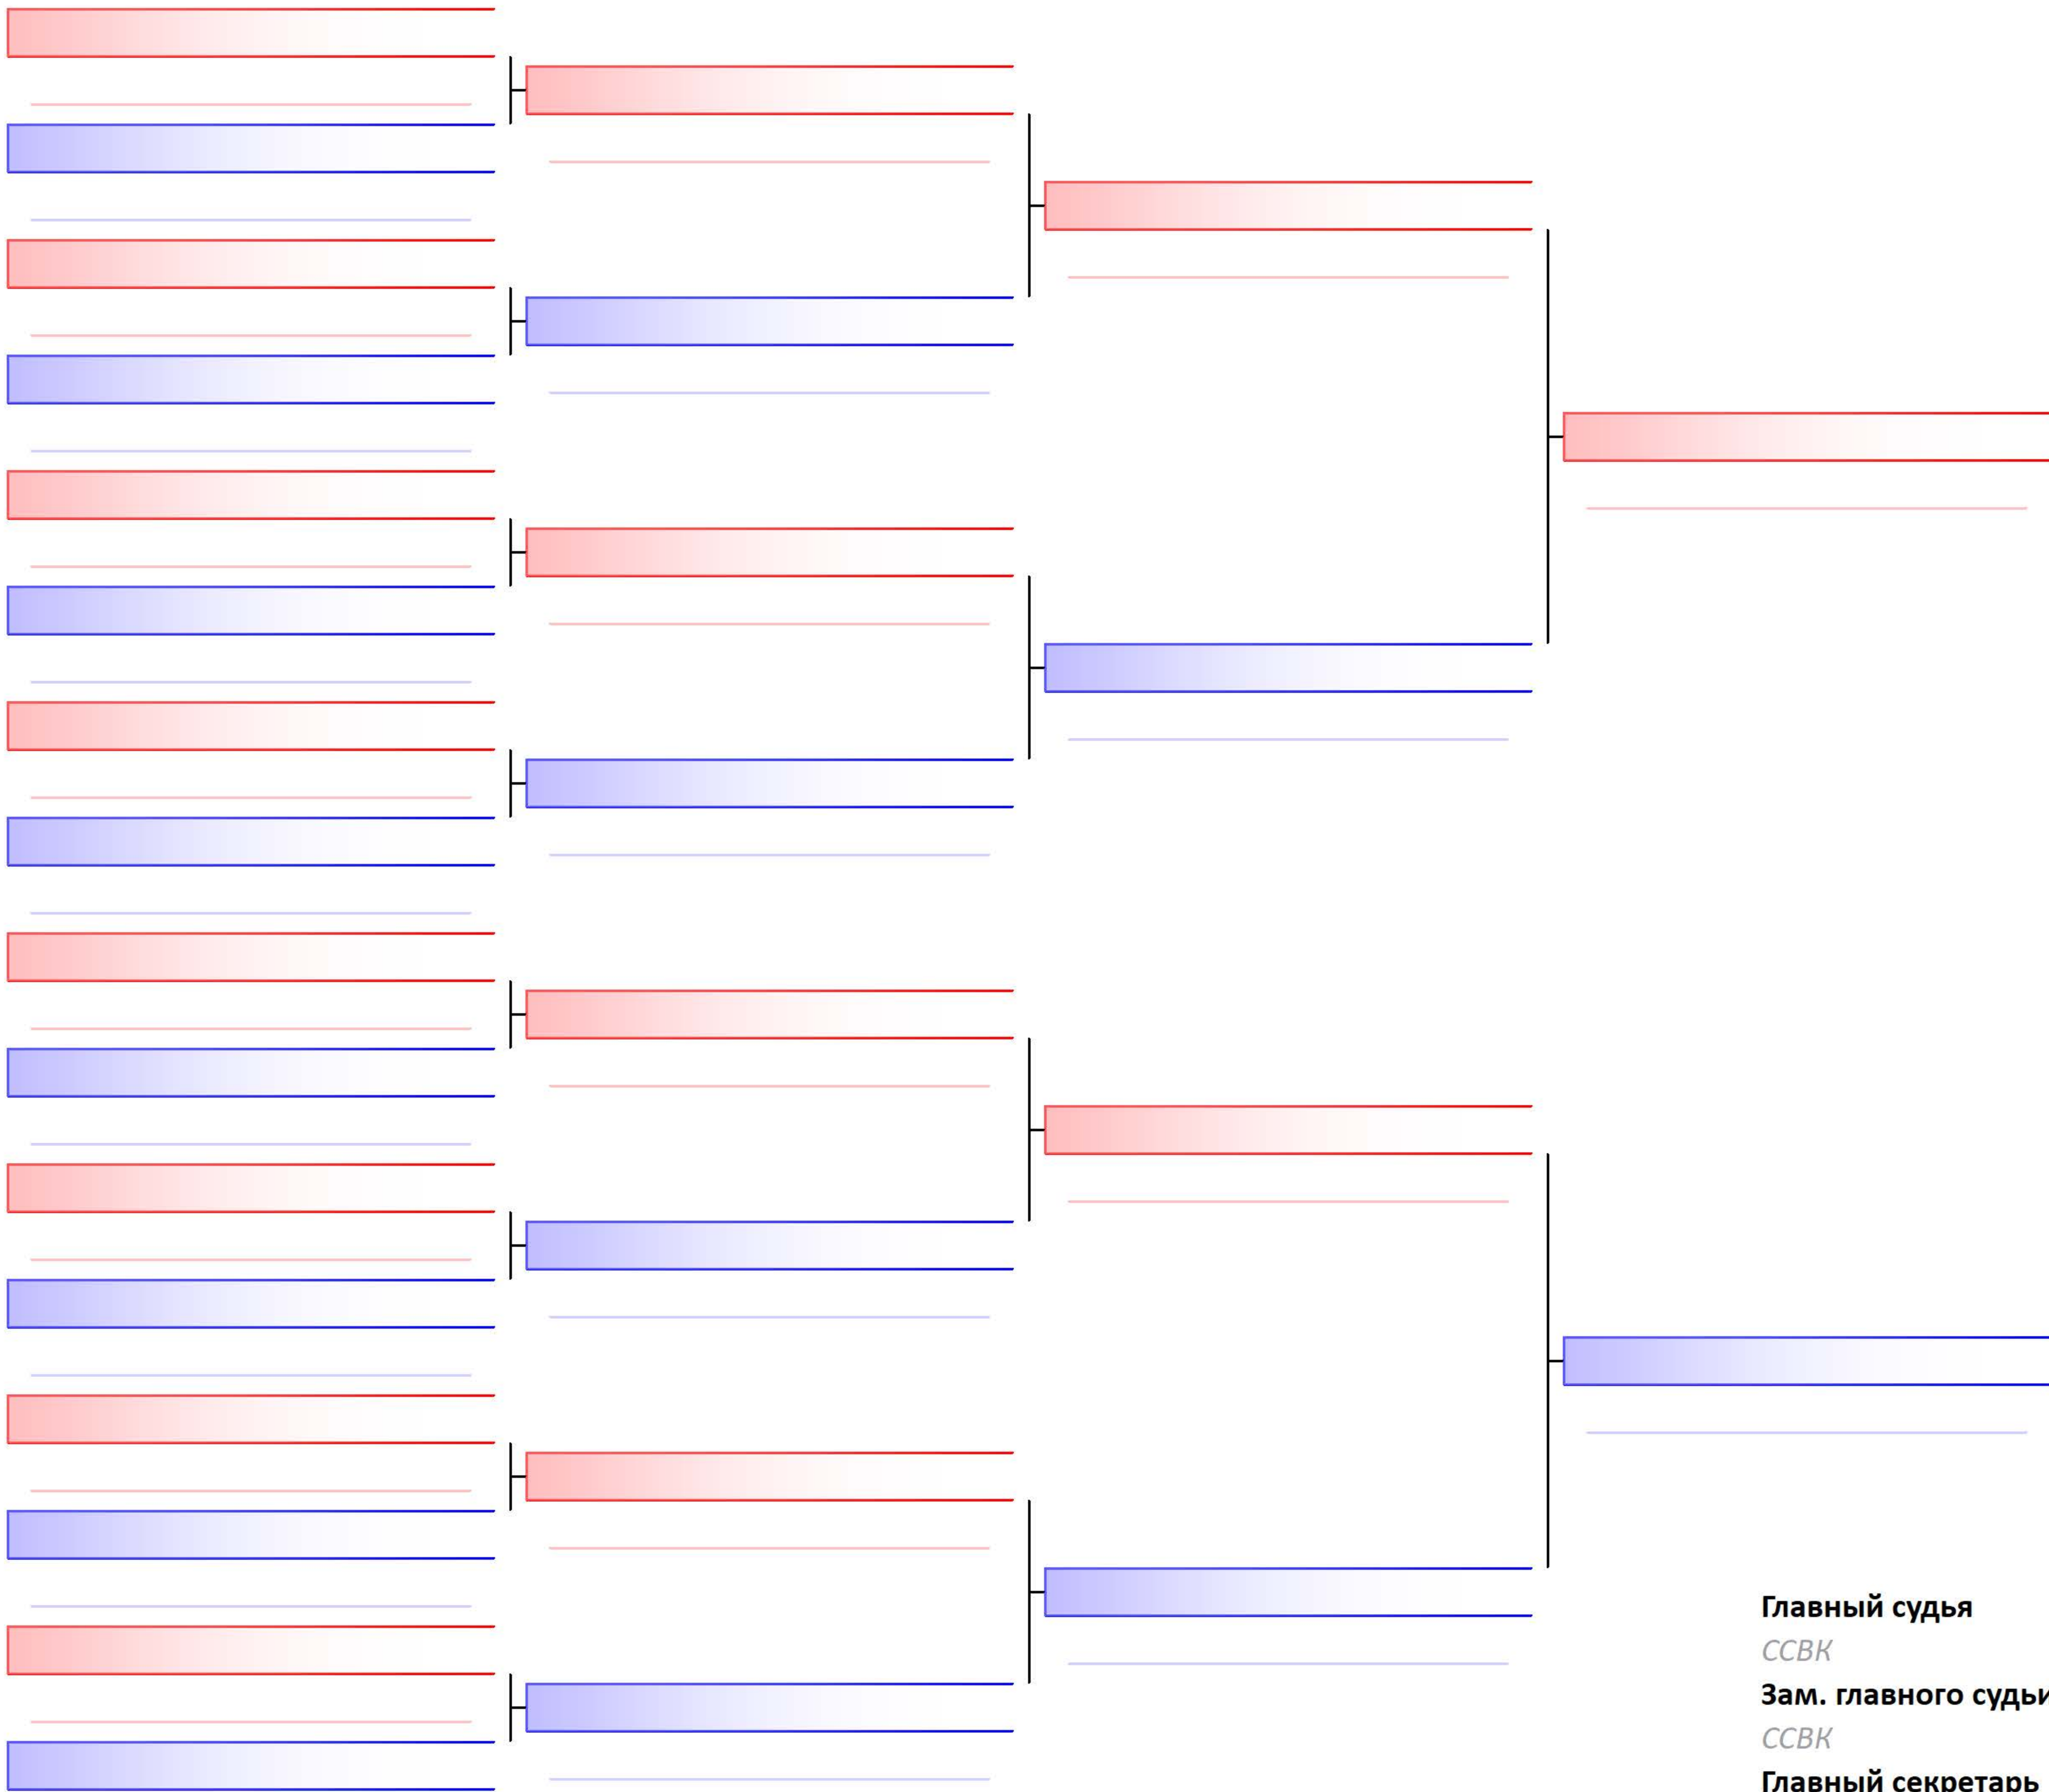 Главный судья
ССВК
Зам. главного судьи
ССВК
Главный секретарь